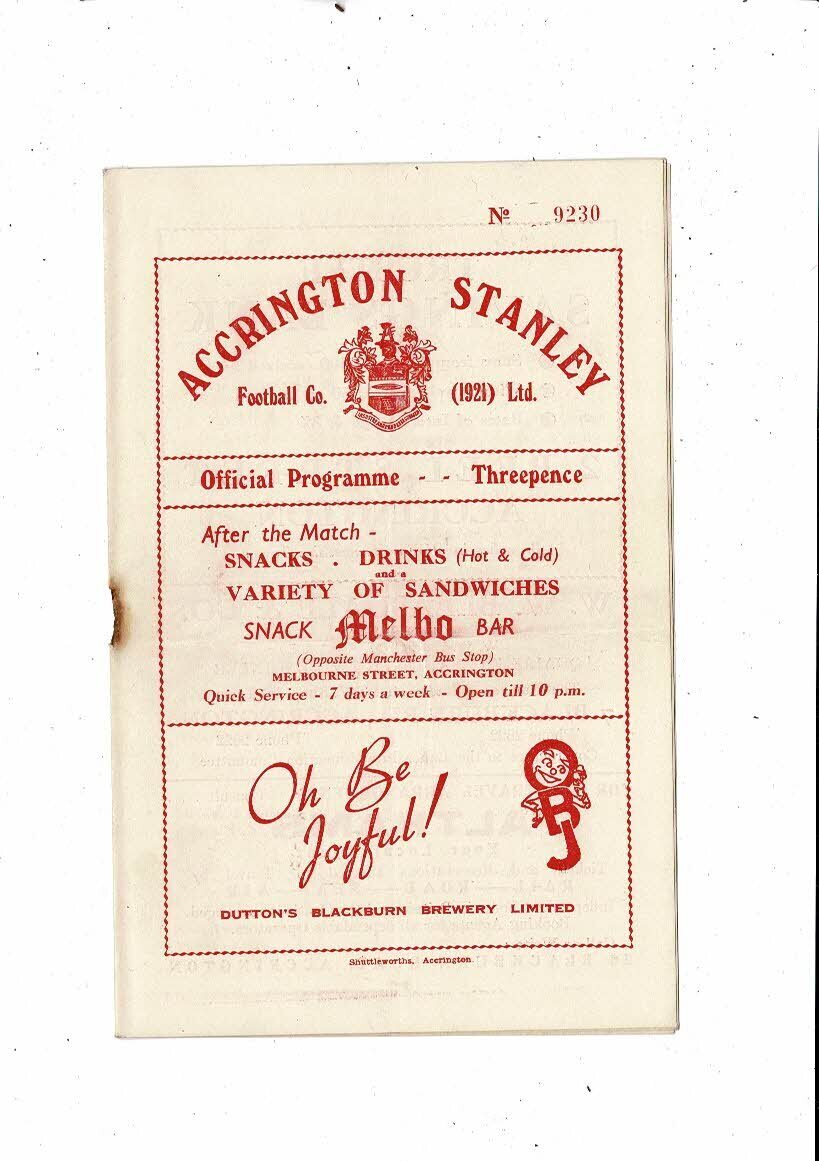 Nº 9230
ACCRINGTON STANLEY
Football Co. (1921) Ltd.
Official Programme - - Threepence
After the Match -
SNACKS . DRINKS (Hot & Cold)
and a
VARIETY OF SANDWICHES
SNACK Melbo BAR
(Opposite Manchester Bus Stop)
MELBOURNE STREET, ACCRINGTON
Quick Service - 7 days a week - Open till 10 p.m.
Oh Be
Joyful!
OBJ
DUTTON'S BLACKBURN BREWERY LIMITED
Shuttleworths, Accrington.